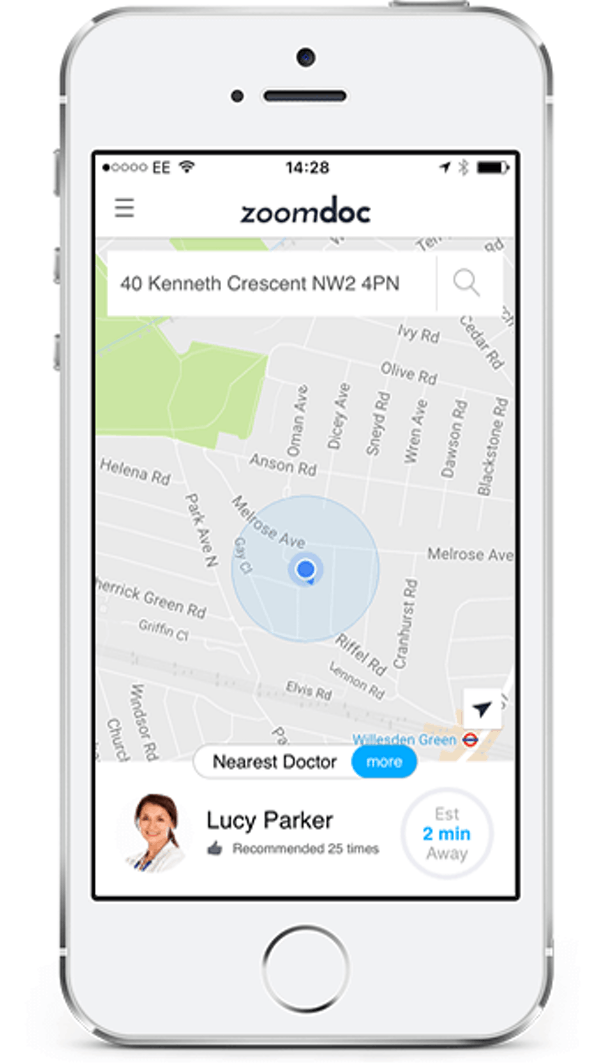 EE 14:28
zoomdoc
Ter
Rd
40 Kenneth Crescent NW2 4PN
Ivy Rd
Cedar Rd
Olive Rd
Oman Ave
Dicey Ave
Sneyd Rd
Wren Ave
Dawson Rd
Blackstone Rd
Anson Rd
Helena Rd
Park Ave N
Melrose Ave
Gay Cl
Melrose Ave
herrick Green Rd
Griffin Cl
Cranhurst Rd
Riffel Rd
Lennon Rd
Elvis Rd
Windsor Rd
Church
Pa
Willesden Green
Nearest Doctor more
Lucy Parker
Recommended 25 times
Est
2 min
Away